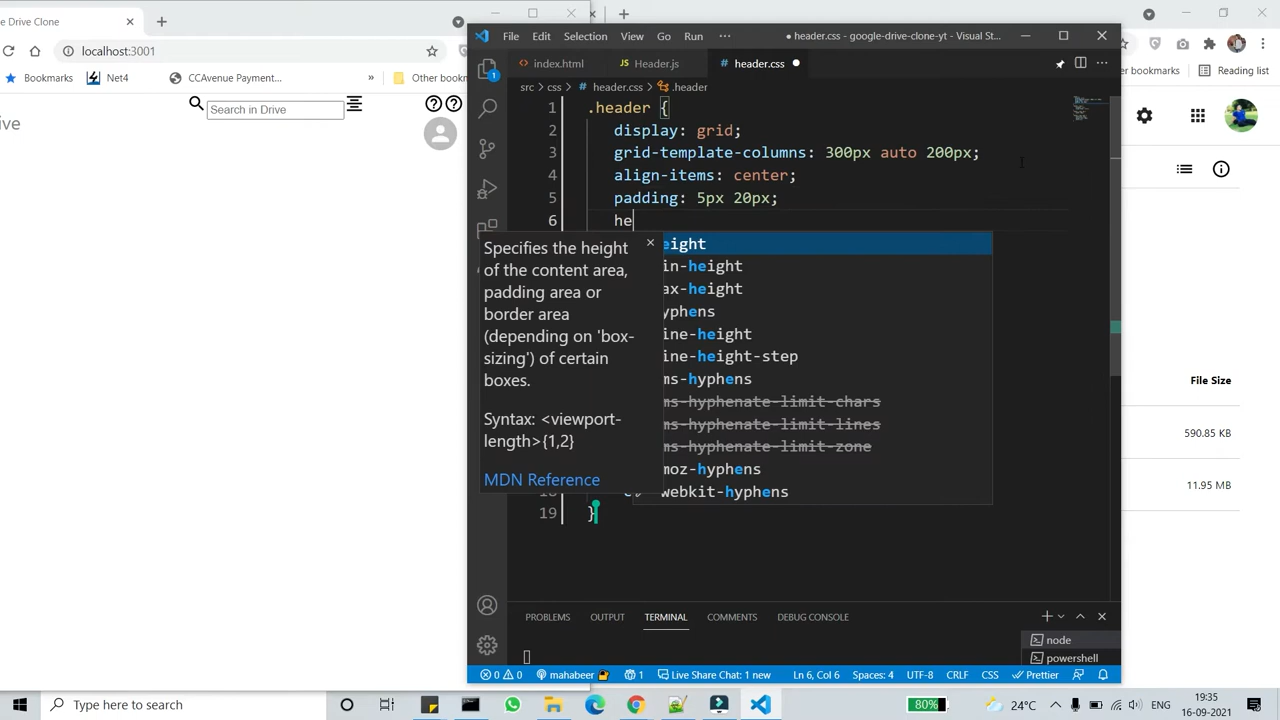 e Drive Clone
localhost:3001
Bookmarks
Net4
CCAvenue Payment...
»
Other book
Search in Drive
ive
File Edit Selection View Go Run ...
● header.css - google-drive-clone-yt - Visual St...
index.html
Header.js
# header.css ●
src > css > # header.css > .header
1 .header {
2 display: grid;
3 grid-template-columns: 300px auto 200px;
4 align-items: center;
5 padding: 5px 20px;
6 he
Specifies the height
of the content area,
padding area or
border area
(depending on 'box-
sizing') of certain
boxes.
Syntax: <viewport-
length>{1,2}
MDN Reference
eight
in-height
ax-height
yphens
ine-height
ine-height-step
ms-hyphens
ms-hyphenate-limit-chars
ms-hyphenate-limit-lines
ms-hyphenate-limit-zone
moz-hyphens
webkit-hyphens
19 }
PROBLEMS OUTPUT TERMINAL COMMENTS DEBUG CONSOLE
node
powershell
0 0 mahabeer 1 Live Share Chat: 1 new Ln 6, Col 6 Spaces: 4 UTF-8 CRLF CSS Prettier
her bookmarks
Reading list
File Size
590.85 KB
11.95 MB
Type here to search
80%
24°C
ENG
19:35
16-09-2021